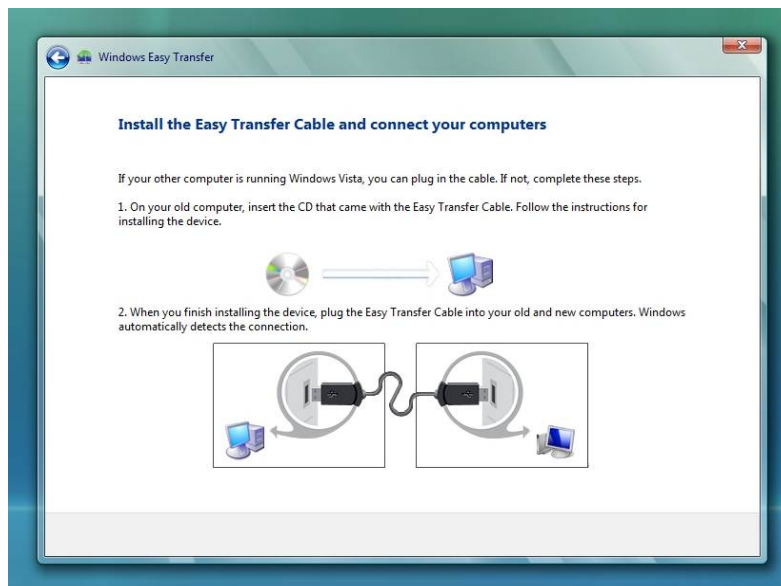 Windows Easy Transfer
Install the Easy Transfer Cable and connect your computers
If your other computer is running Windows Vista, you can plug in the cable. If not, complete these steps.
1. On your old computer, insert the CD that came with the Easy Transfer Cable. Follow the instructions for
installing the device.
2. When you finish installing the device, plug the Easy Transfer Cable into your old and new computers. Windows
automatically detects the connection.